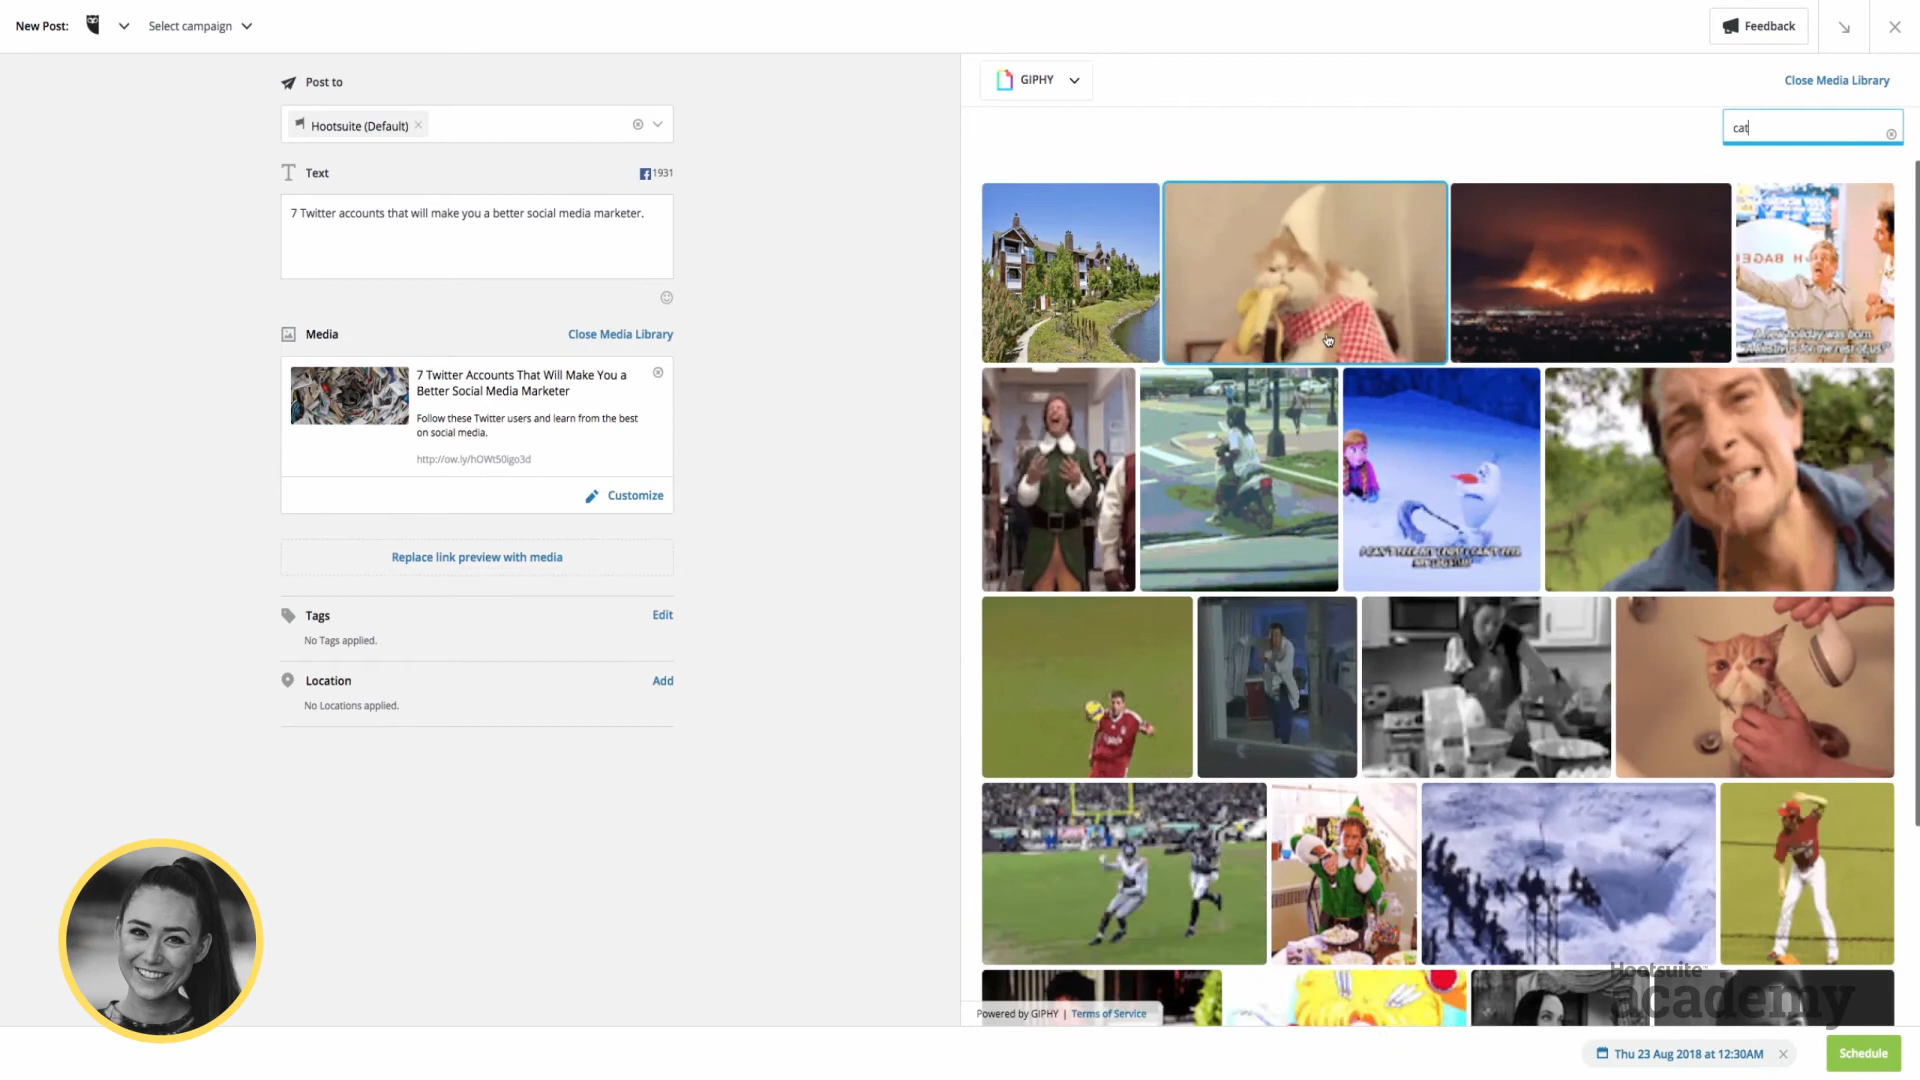 New Post:
Select campaign
Feedback
Post to
GIPHY
Close Media Library
Hootsuite (Default)
cat
Text
1931
7 Twitter accounts that will make you a better social media marketer.
Media
Close Media Library
7 Twitter Accounts That Will Make You a
Better Social Media Marketer
Follow these Twitter users and learn from the best
on social media.
http://ow.ly/hOWt50igo3d
Customize
Replace link preview with media
Tags
Edit
No Tags applied.
Location
Add
No Locations applied.
H BAGE
Hootsuite™
academy
Powered by GIPHY | Terms of Service
Thu 23 Aug 2018 at 12:30AM
Schedule